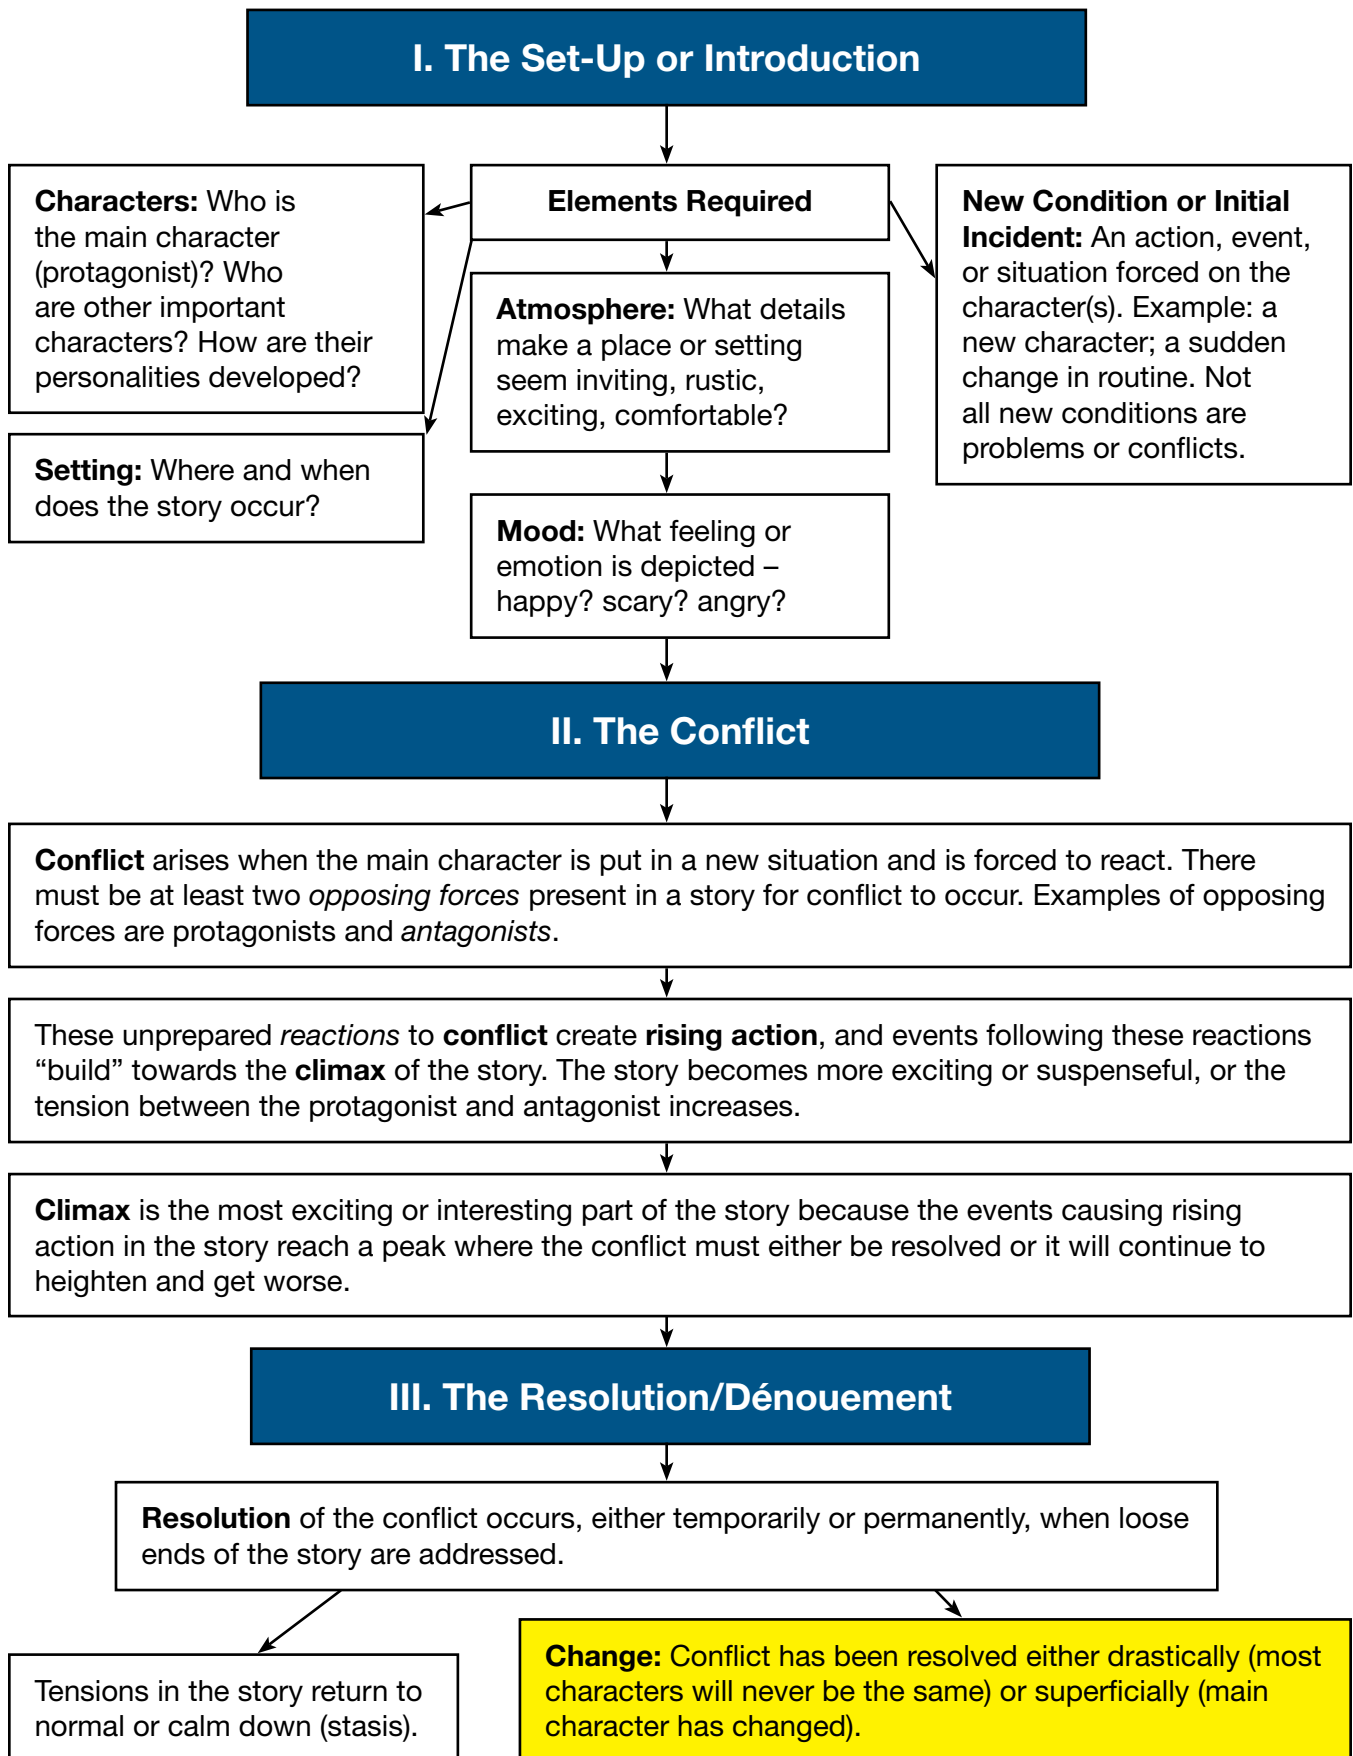 I. The Set-Up or Introduction
Characters: Who is
the main character
(protagonist)? Who
are other important
characters? How are their
personalities developed?
Setting: Where and when
does the story occur?
Elements Required
Atmosphere: What details
make a place or setting
seem inviting, rustic,
exciting, comfortable?
Mood: What feeling or
emotion is depicted –
happy? scary? angry?
New Condition or Initial
Incident: An action, event,
or situation forced on the
character(s). Example: a
new character; a sudden
change in routine. Not
all new conditions are
problems or conflicts.
II. The Conflict
Conflict arises when the main character is put in a new situation and is forced to react. There
must be at least two opposing forces present in a story for conflict to occur. Examples of opposing
forces are protagonists and antagonists.
These unprepared reactions to conflict create rising action, and events following these reactions
“build” towards the climax of the story. The story becomes more exciting or suspenseful, or the
tension between the protagonist and antagonist increases.
Climax is the most exciting or interesting part of the story because the events causing rising
action in the story reach a peak where the conflict must either be resolved or it will continue to
heighten and get worse.
III. The Resolution/Dénouement
Resolution of the conflict occurs, either temporarily or permanently, when loose
ends of the story are addressed.
Tensions in the story return to
normal or calm down (stasis).
Change: Conflict has been resolved either drastically (most
characters will never be the same) or superficially (main
character has changed).